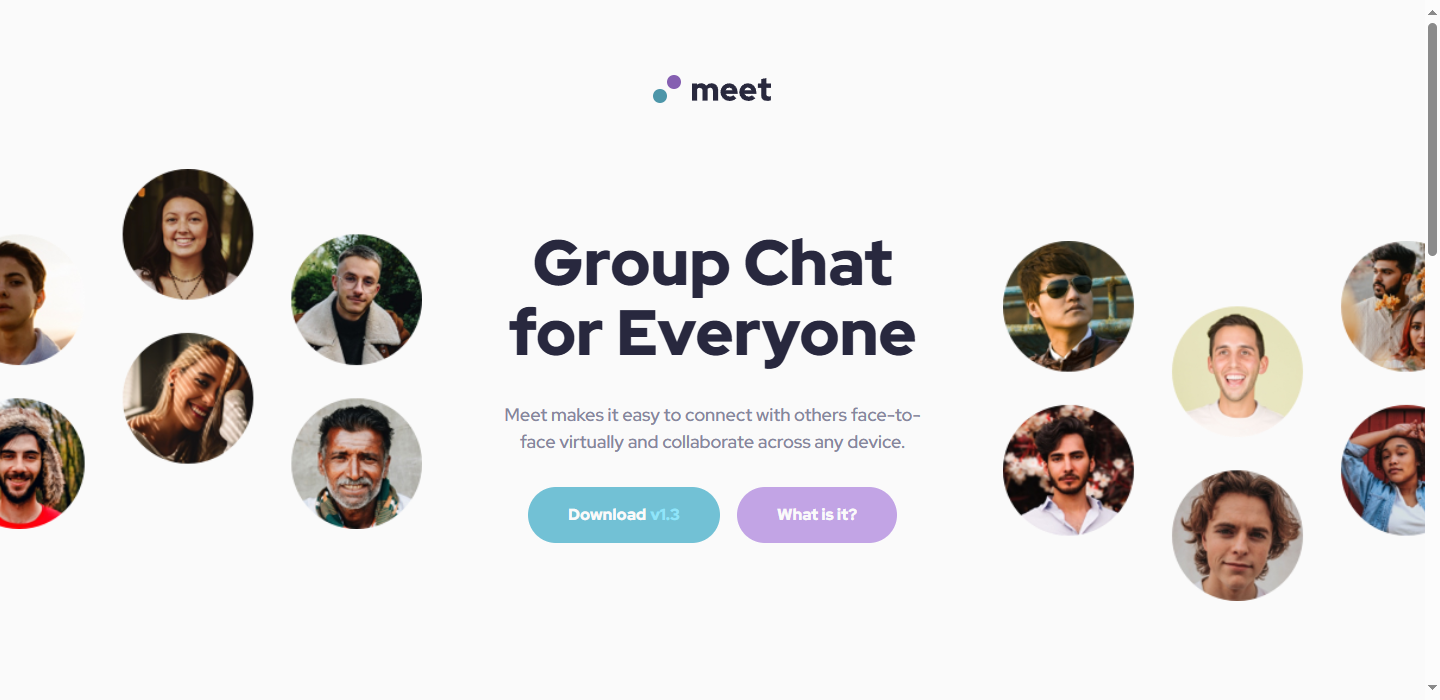 meet
Group Chat
for Everyone
Meet makes it easy to connect with others face-to-
face virtually and collaborate across any device.
Download v1.3
What is it?